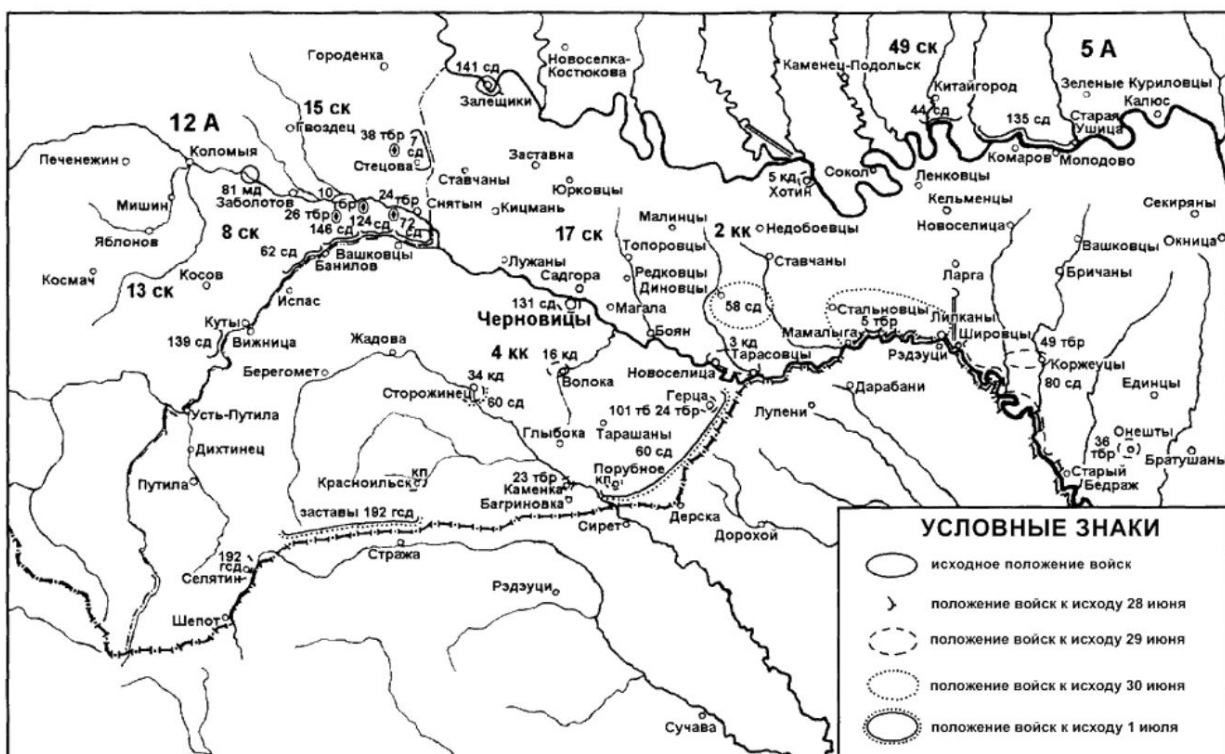 Городенка
141 сд
Залещики
Новоселка-
Костюкова
Каменец-Подольск
49 СК
5 А
Китайгород
44 сд
Зеленые Куриловцы
Калюс
135 сд
Старая
Ушица
Комаров
Молодово
15 СК
Гвоздец
38 тбр
7
сд
Стецова
12 А
Печенежин
Коломыя
81 мд
Заболотов
10
тбр
24 тбр
Снятын
26 тбр
124 сд
72
сд
146 сд
Вашковцы
Мишин
Яблонов
8 СК
62 сд
Банилов
Космач
Косов
13 СК
Испас
Куты
Вижница
139 сд
Ставчаны
Заставна
Юрковцы
Кицмань
Лужаны
17 СК
Садгора
131 сд
Черновицы
Магала
Боян
Малинцы
Топоровцы
Редковцы
Диновцы
5 кд
Хотин
Сокол
2 КК
Недобоевцы
Ставчаны
58 сд
Ленковцы
Кельменцы
Новоселица
Секиряны
Окница
Вашковцы
Бричаны
Ларга
Стальновцы
5 тбр
Мамалыга
Липканы
Шировцы
Рэдэуци
49 тбр
Коржеуцы
80 сд
Единцы
Онешты
36
тбр
Братушаны
Старый
Бедраж
3 кд
Тарасовцы
Новоселица
Дарабани
Лупени
Герца
101 тб 24 тбр
Тарашаны
60 сд
Порубное
кп
4 КК
16 кд
Волока
Глыбока
34 кд
60 сд
Сторожинец
Жадова
Берегомет
Усть-Путила
Дихтинец
Путила
Красноильск
кп
заставы 192 гсд
23 тбр
Каменка
Багриновка
Сирет
Дерска
Дорохой
Стража
192
гсд
Селятин
Шепот
Рэдэуци
Сучава
УСЛОВНЫЕ ЗНАКИ
исходное положение войск
положение войск к исходу 28 июня
положение войск к исходу 29 июня
положение войск к исходу 30 июня
положение войск к исходу 1 июля